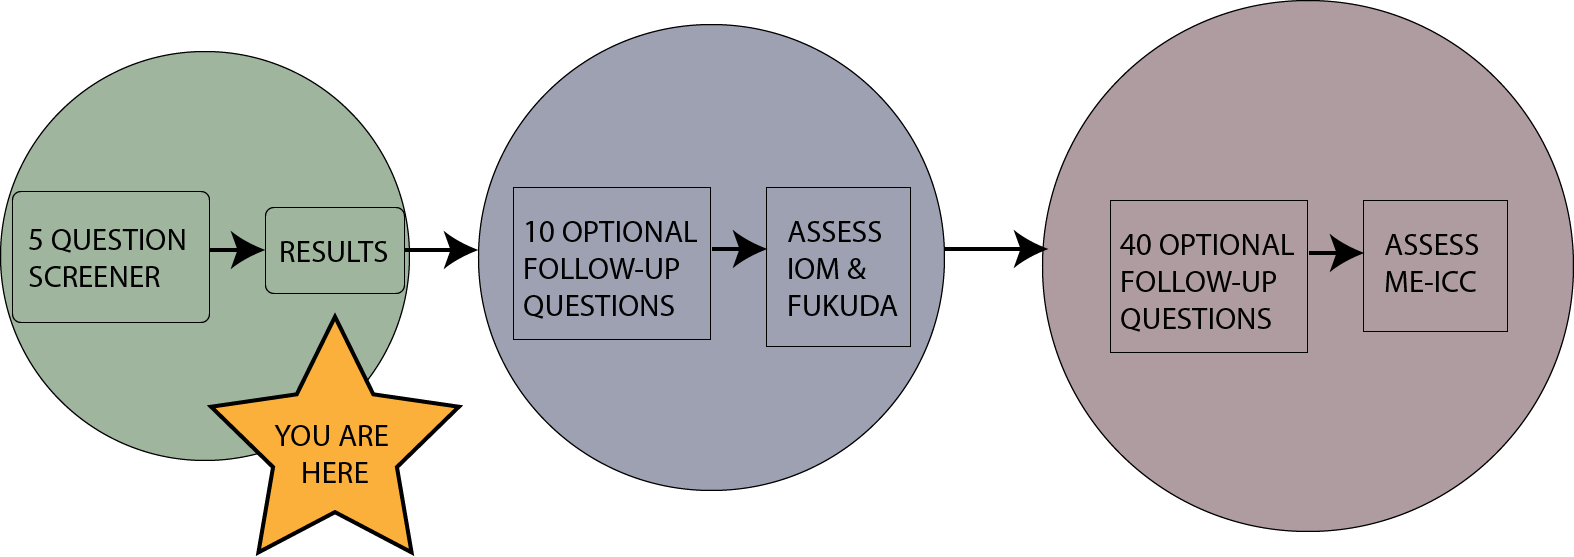 5 QUESTION
SCREENER
RESULTS
YOU ARE
HERE
10 OPTIONAL
FOLLOW-UP
QUESTIONS
ASSESS
IOM &
FUKUDA
40 OPTIONAL
FOLLOW-UP
QUESTIONS
ASSESS
ME-ICC